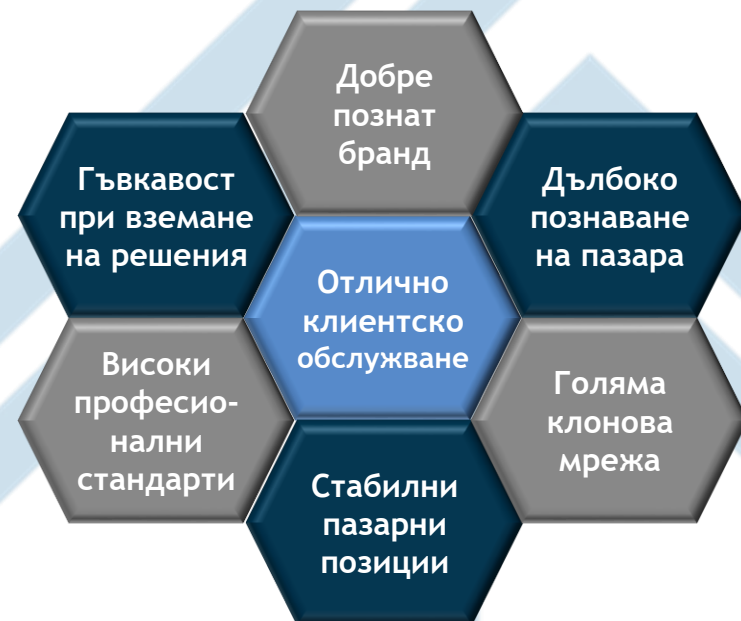 Добре
познат
бранд
Гъвкавост
при вземане
на решения
Дълбоко
познаване
на пазара
Отлично
клиентско
обслужване
Високи
професио-
нални
стандарти
Голяма
клонова
мрежа
Стабилни
пазарни
позиции